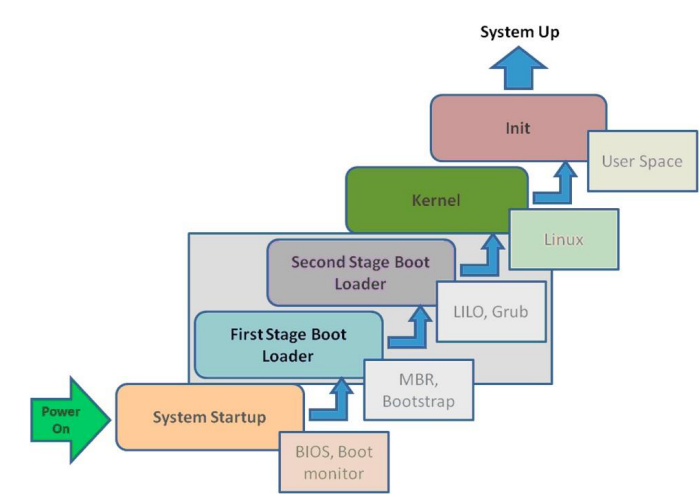 System Up
Init
User Space
Kernel
Linux
Second Stage Boot
Loader
LILO, Grub
First Stage Boot
Loader
MBR,
Bootstrap
Power
On
System Startup
BIOS, Boot
monitor